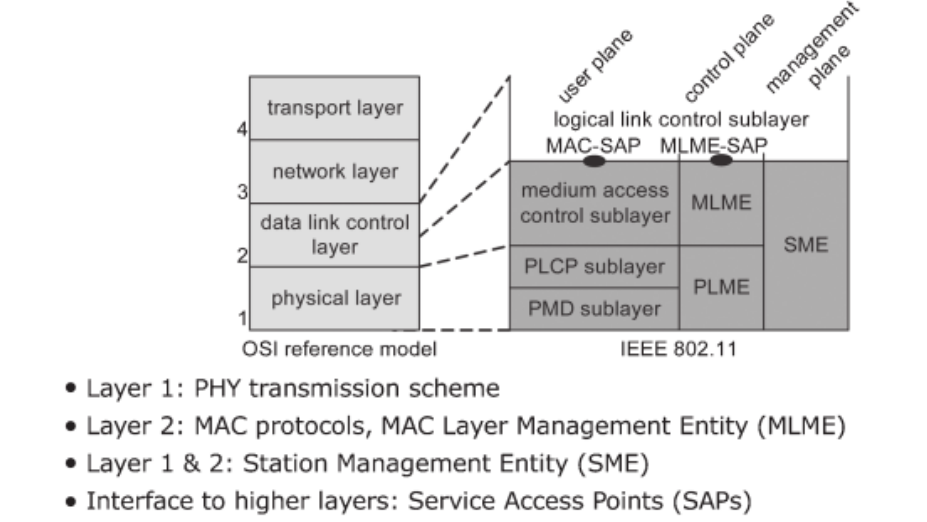 user plane
control plane
management
plane
transport layer
4
network layer
3
data link control
layer
2
physical layer
1
OSI reference model
logical link control sublayer
MAC-SAP MLME-SAP
medium access
control sublayer
MLME
SME
PLCP sublayer
PLME
PMD sublayer
IEEE 802.11
• Layer 1: PHY transmission scheme
• Layer 2: MAC protocols, MAC Layer Management Entity (MLME)
• Layer 1 & 2: Station Management Entity (SME)
• Interface to higher layers: Service Access Points (SAPs)